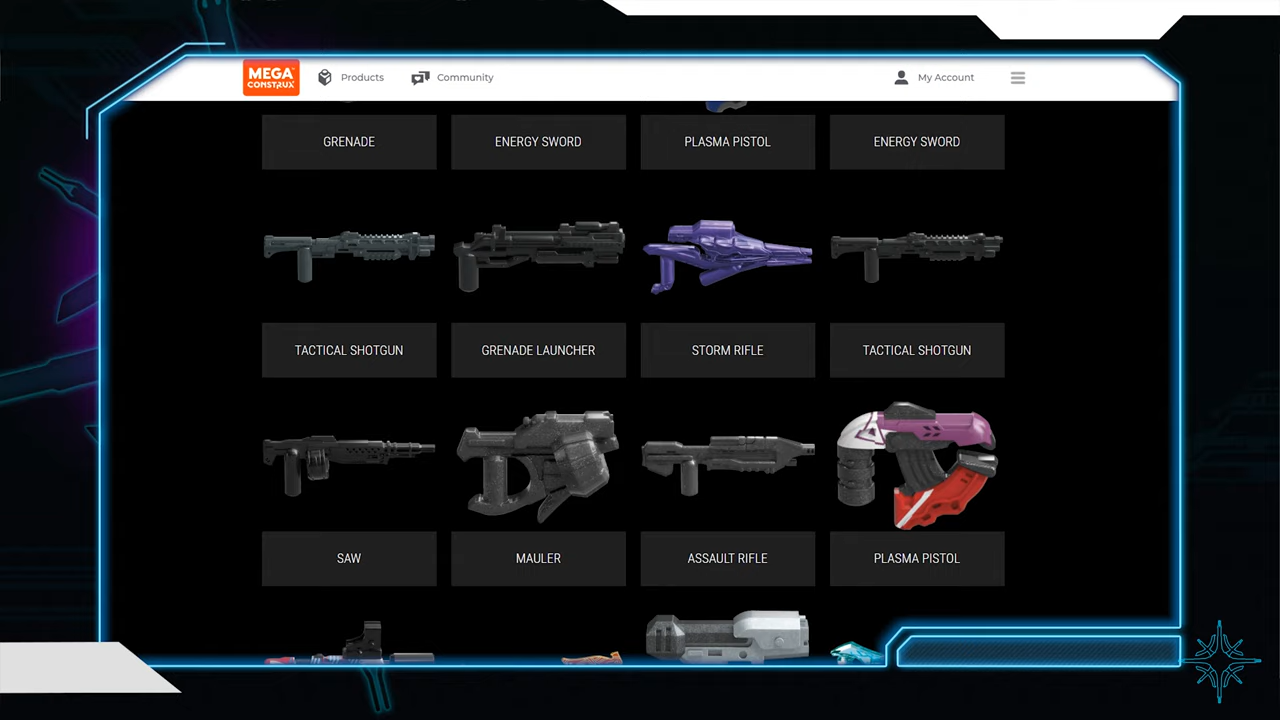 MEGA
CONSTRUX
Products
Community
My Account
GRENADE
ENERGY SWORD
PLASMA PISTOL
ENERGY SWORD
TACTICAL SHOTGUN
GRENADE LAUNCHER
STORM RIFLE
TACTICAL SHOTGUN
SAW
MAULER
ASSAULT RIFLE
PLASMA PISTOL